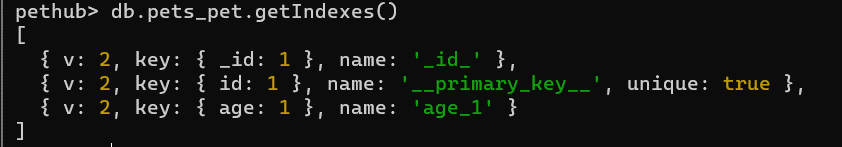 pethub> db.pets_pet.getIndexes()
[
  { v: 2, key: { _id: 1 }, name: '_id_' },
  { v: 2, key: { id: 1 }, name: '__primary_key__', unique: true },
  { v: 2, key: { age: 1 }, name: 'age_1' }
]